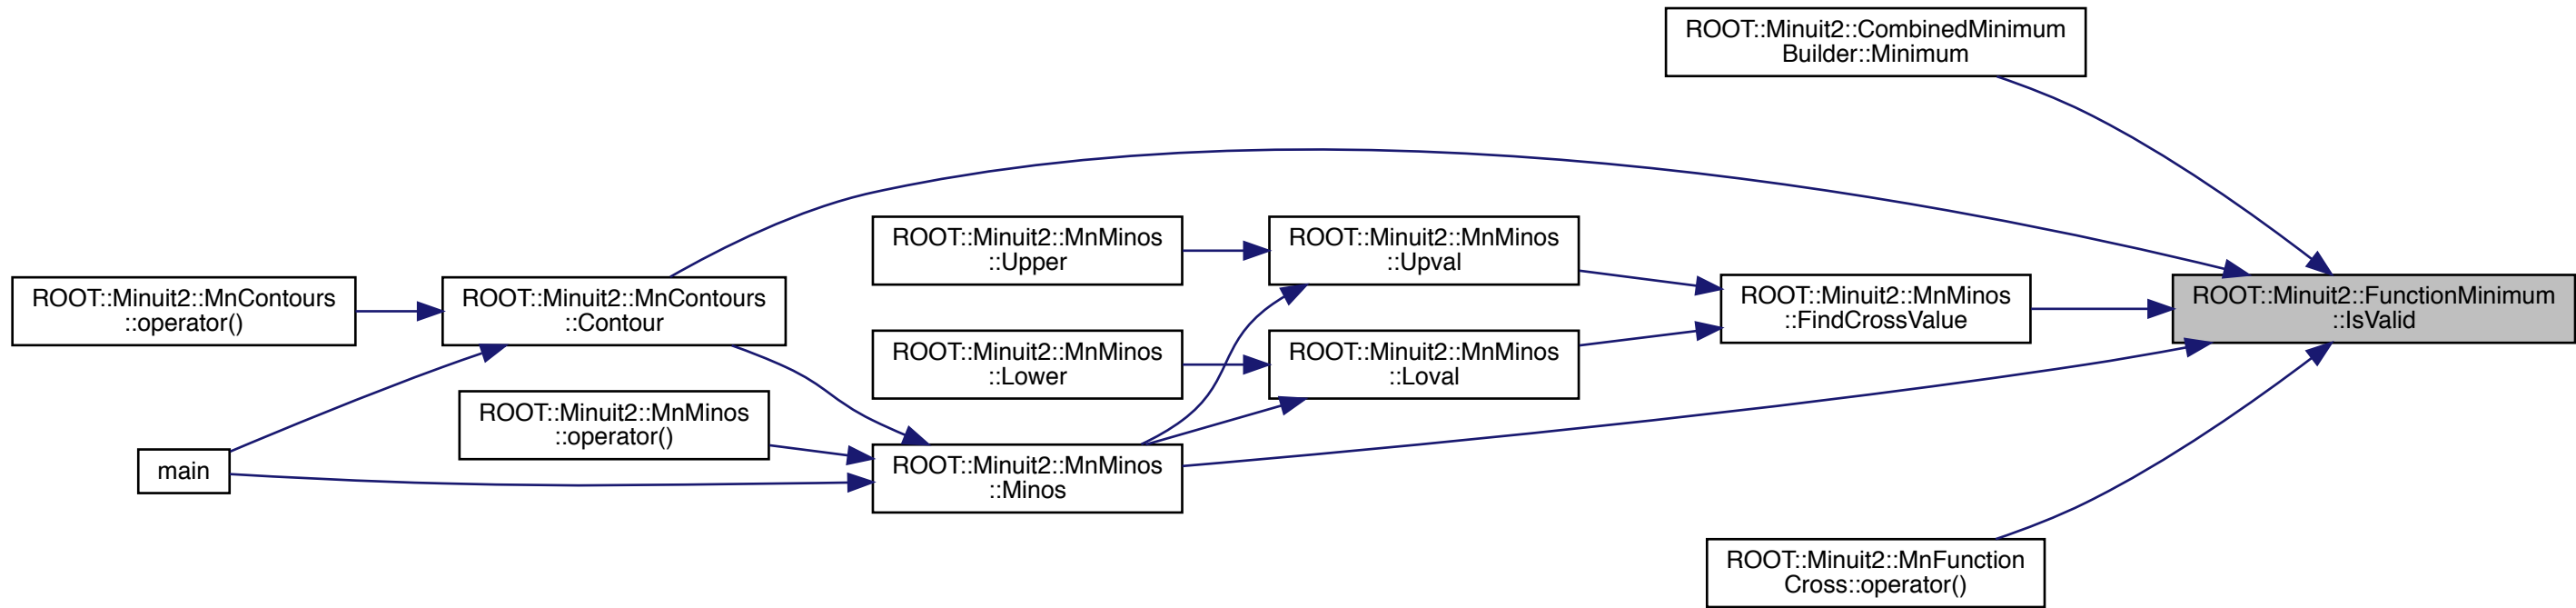 ROOT::Minuit2::CombinedMinimum
Builder::Minimum
ROOT::Minuit2::MnMinos
::Upper
ROOT::Minuit2::MnMinos
::Upval
ROOT::Minuit2::MnContours
::operator()
ROOT::Minuit2::MnContours
::Contour
ROOT::Minuit2::MnMinos
::FindCrossValue
ROOT::Minuit2::FunctionMinimum
::IsValid
ROOT::Minuit2::MnMinos
::Lower
ROOT::Minuit2::MnMinos
::Loval
ROOT::Minuit2::MnMinos
::operator()
main
ROOT::Minuit2::MnMinos
::Minos
ROOT::Minuit2::MnFunction
Cross::operator()